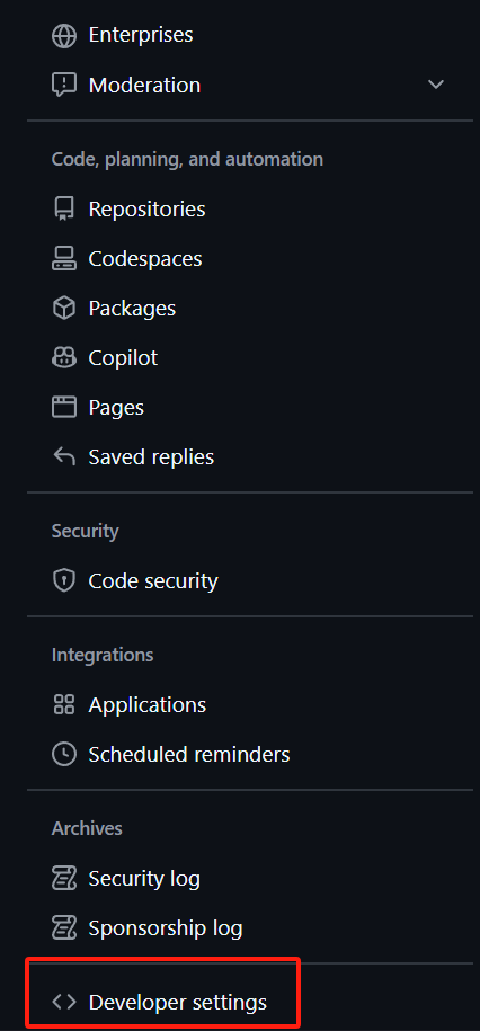 Enterprises
Moderation
Code, planning, and automation
Repositories
Codespaces
Packages
Copilot
Pages
Saved replies
Security
Code security
Integrations
Applications
Scheduled reminders
Archives
Security log
Sponsorship log
Developer settings